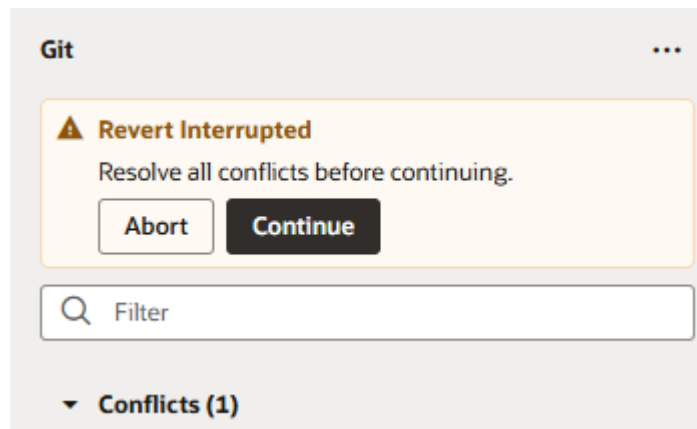 Git
Revert Interrupted
Resolve all conflicts before continuing.
Abort Continue
Filter
Conflicts (1)